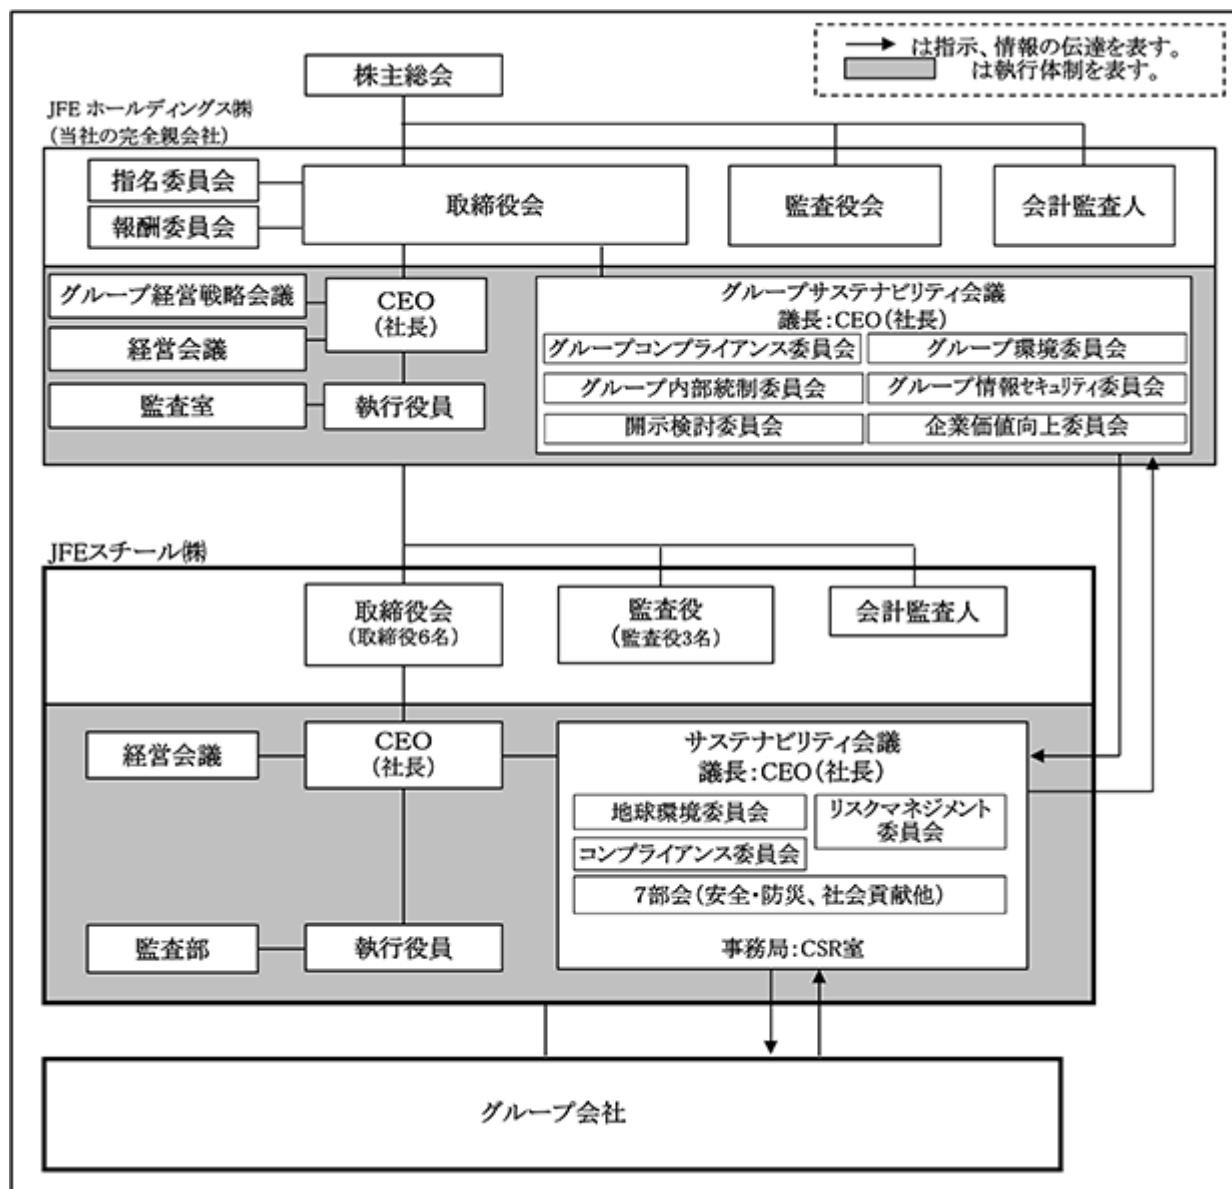 は指示、情報の伝達を表す。
は執行体制を表す。
株主総会
JFE ホールディングス㈱
(当社の完全親会社)
指名委員会
報酬委員会
取締役会
監査役会
会計監査人
グループ経営戦略会議
経営会議
監査室
CEO
(社長)
執行役員
グループサステナビリティ会議
議長:CEO(社長)
グループコンプライアンス委員会
グループ環境委員会
グループ内部統制委員会
グループ情報セキュリティ委員会
開示検討委員会
企業価値向上委員会
JFEスチール㈱
取締役会
(取締役6名)
監査役
(監査役3名)
会計監査人
経営会議
CEO
(社長)
サステナビリティ会議
議長:CEO(社長)
地球環境委員会
リスクマネジメント
委員会
コンプライアンス委員会
7部会(安全・防災、社会貢献他)
事務局:CSR室
監査部
執行役員
グループ会社